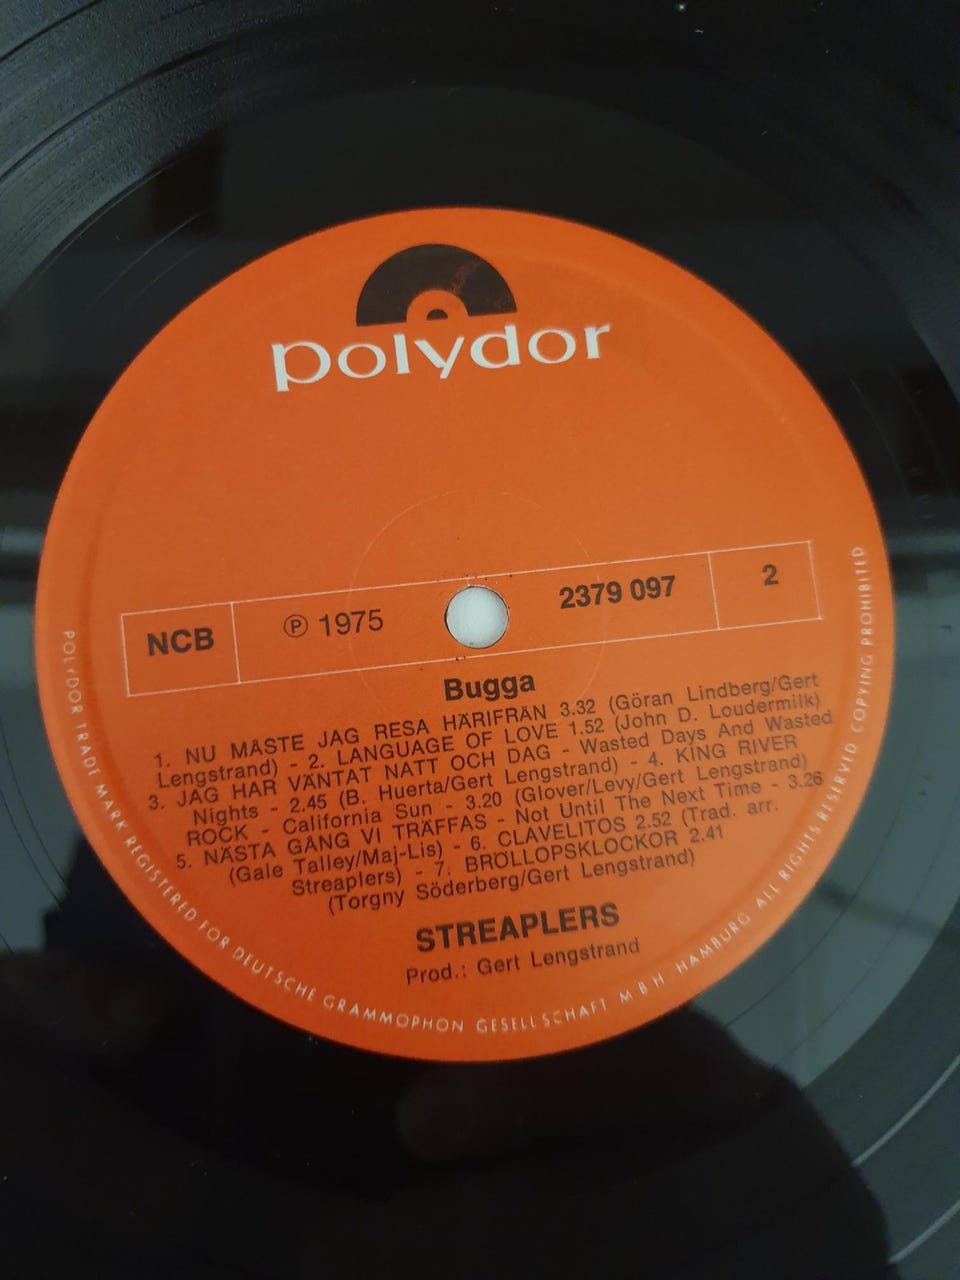 polydor
NCB
℗ 1975
2379 097
2
Bugga
1. NU MÅSTE JAG RESA HÄRIFRÅN 3.32 (Göran Lindberg/Gert
Lengstrand) - 2. LANGUAGE OF LOVE 1.52 (John D. Loudermilk)
3. JAG HAR VÄNTAT NATT OCH DAG - Wasted Days And Wasted
Nights - 2.45 (B. Huerta/Gert Lengstrand) - 4. KING RIVER
ROCK - California Sun - 3.20 (Glover/Levy/Gert Lengstrand)
5. NÄSTA GÅNG VI TRÄFFAS - Not Until The Next Time - 3.26
(Gale Talley/Maj-Lis) - 6. CLAVELITOS 2.52 (Trad. arr.
Streaplers) - 7. BRÖLLOPSKLOCKOR 2.41
(Torgny Söderberg/Gert Lengstrand)
STREAPLERS
Prod.: Gert Lengstrand
POLYDOR TRADE MARK REGISTERED FOR DEUTSCHE GRAMMOPHON GESELLSCHAFT MBH HAMBURG ALL RIGHTS RESERVED COPYING PROHIBITED